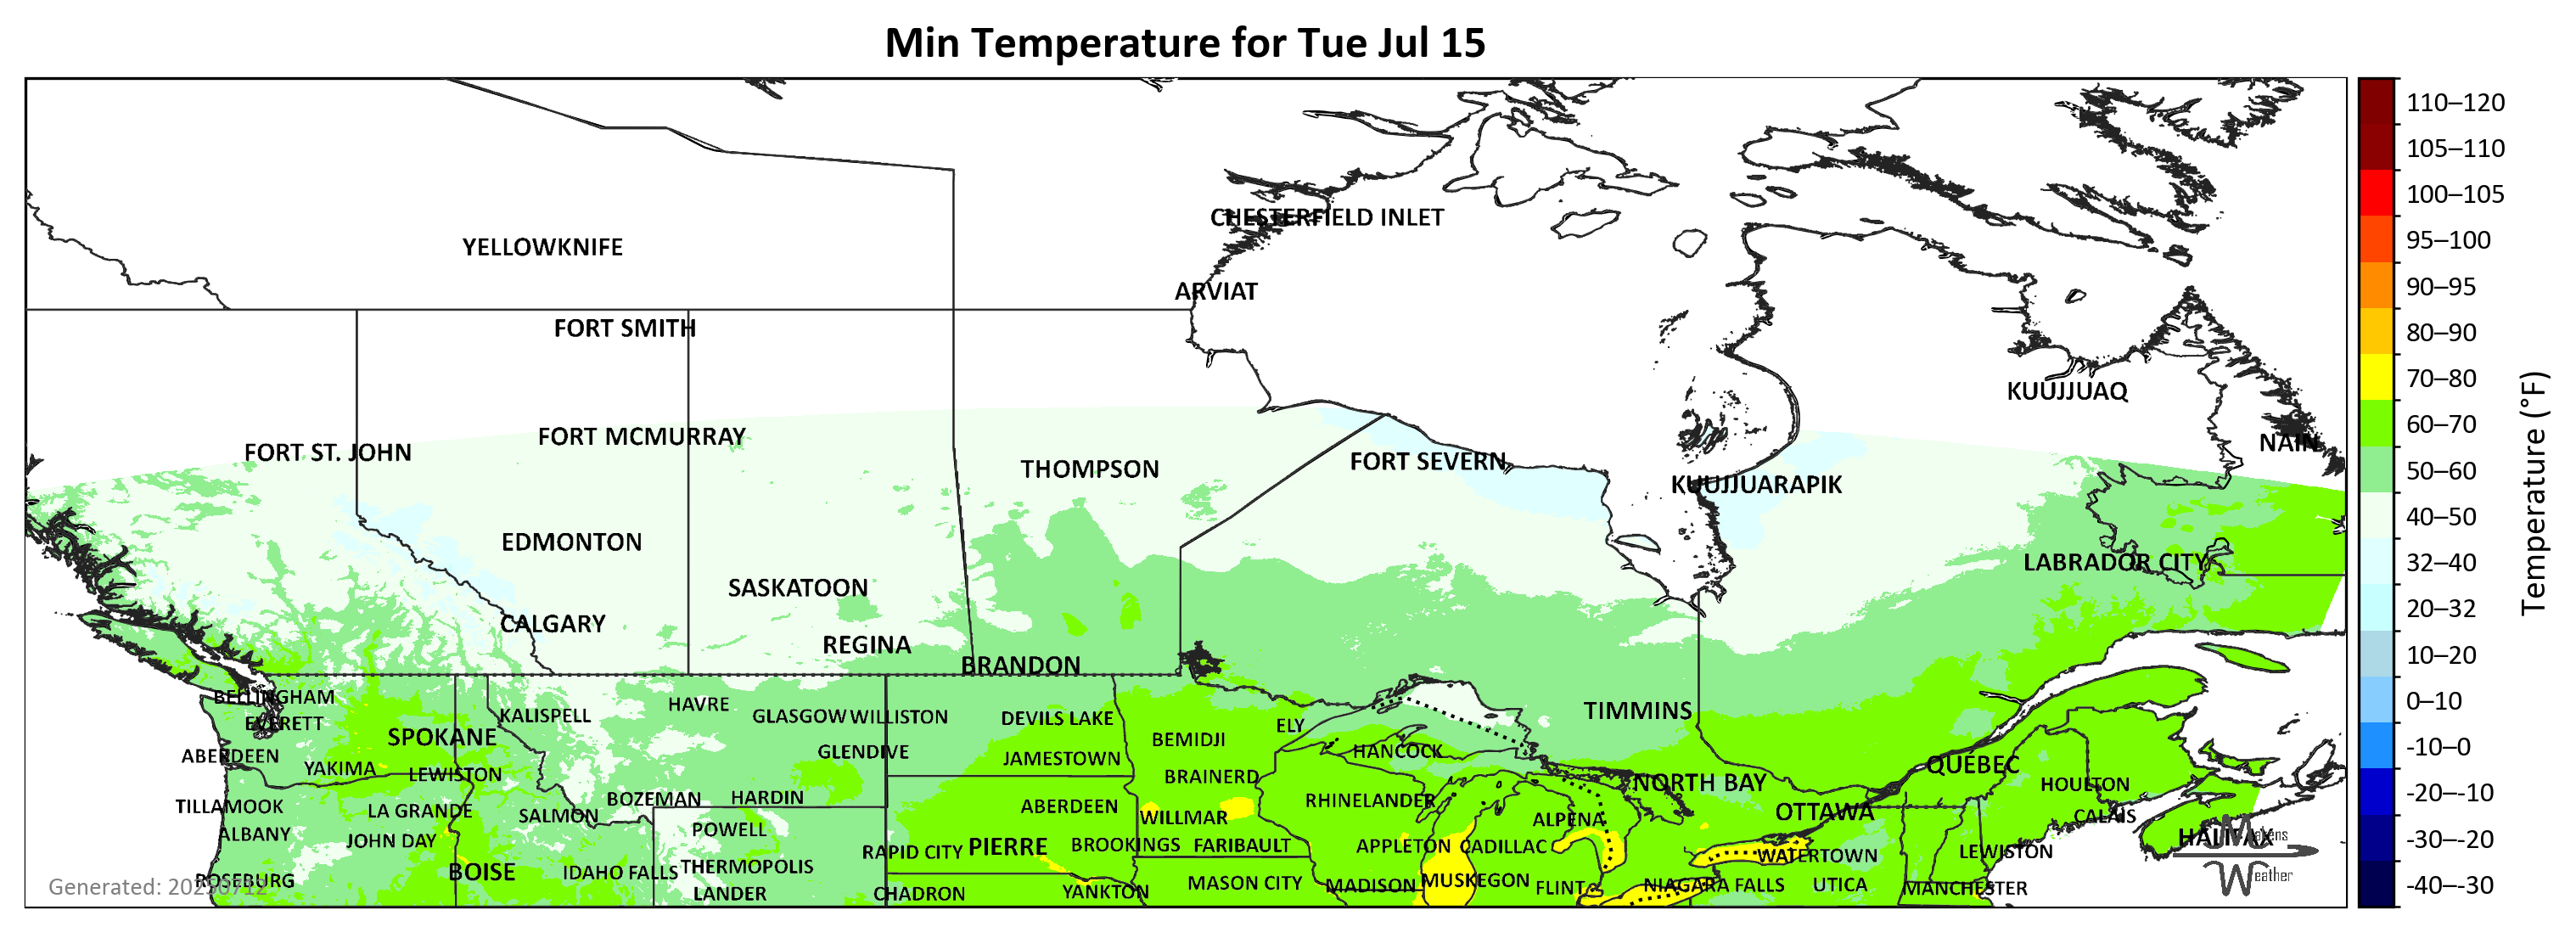 Min Temperature for Tue Jul 15
110–120
105–110
100–105
95–100
90–95
80–90
70–80
60–70
50–60
40–50
32–40
20–32
10–20
0–10
-10–0
-20–-10
-30–-20
-40–-30
Temperature (°F)
CHESTERFIELD INLET
YELLOWKNIFE
ARVIAT
FORT SMITH
KUUJJUAQ
FORT MCMURRAY
NAIN
FORT ST. JOHN
FORT SEVERN
THOMPSON
KUUJJUARAPIK
EDMONTON
LABRADOR CITY
SASKATOON
CALGARY
REGINA
BRANDON
BELLINGHAM
HAVRE
TIMMINS
KALISPELL
GLASGOW
WILLISTON
DEVILS LAKE
EVERETT
ELY
SPOKANE
BEMIDJI
HANCOCK
GLENDIVE
ABERDEEN
JAMESTOWN
QUÉBEC
YAKIMA
LEWISTON
BRAINERD
NORTH BAY
HOULTON
BOZEMAN
HARDIN
RHINELANDER
TILLAMOOK
LA GRANDE
ABERDEEN
OTTAWA
SALMON
WILLMAR
CALAIS
ALPENA
POWELL
ALBANY
HALIFAX
JOHN DAY
PIERRE
BROOKINGS
FARIBAULT
APPLETON
CADILLAC
RAPID CITY
LEWISTON
WATERTOWN
THERMOPOLIS
BOISE
IDAHO FALLS
ROSEBURG
MUSKEGON
MASON CITY
MADISON
FLINT
NIAGARA FALLS
UTICA
MANCHESTER
LANDER
CHADRON
YANKTON
Generated: 20250712
Makens
Weather